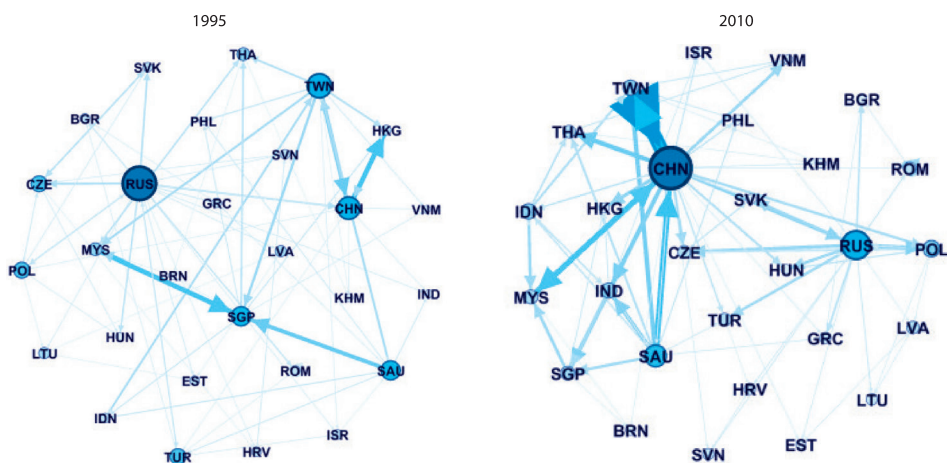 1995
THA
SVK
TWN
BGR
PHL
HKG
SVN
CZE
RUS
GRC
CHN
VNM
MYS
LVA
POL
BRN
KHM
IND
SGP
HUN
LTU
EST
ROM
SAU
IDN
ISR
TUR
HRV
2010
ISR
VNM
TWN
BGR
THA
PHL
CHN
KHM
ROM
IDN
HKG
SVK
CZE
RUS
POL
HUN
MYS
IND
TUR
LVA
GRC
SGP
SAU
HRV
LTU
BRN
EST
SVN